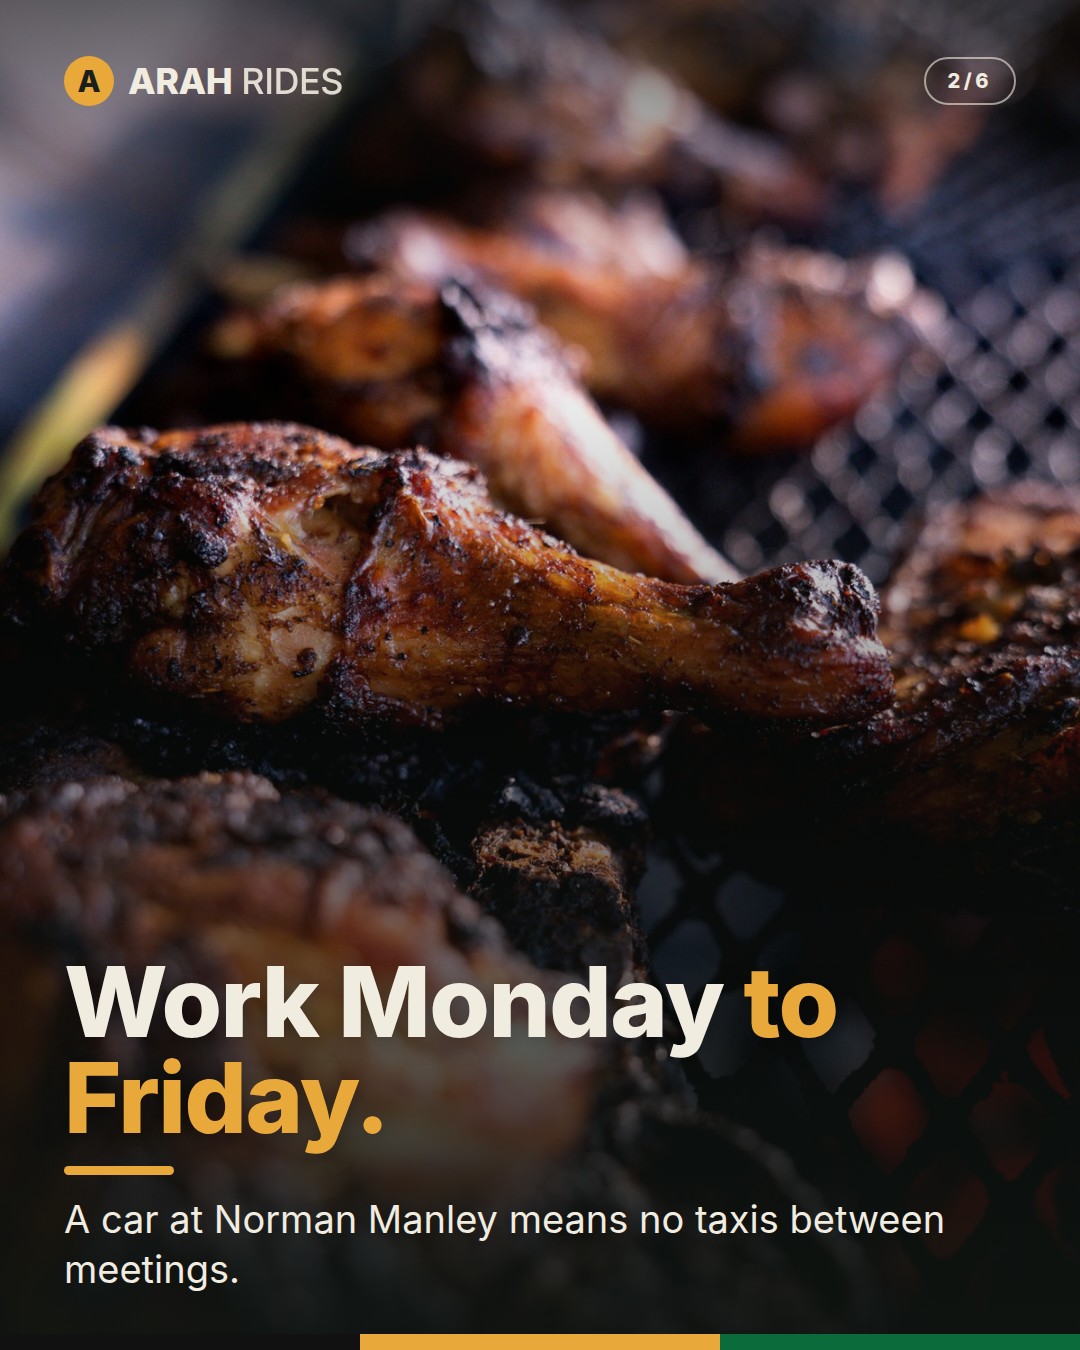 A ARAH RIDES
2/6
Work Monday to
Friday.
A car at Norman Manley means no taxis between
meetings.